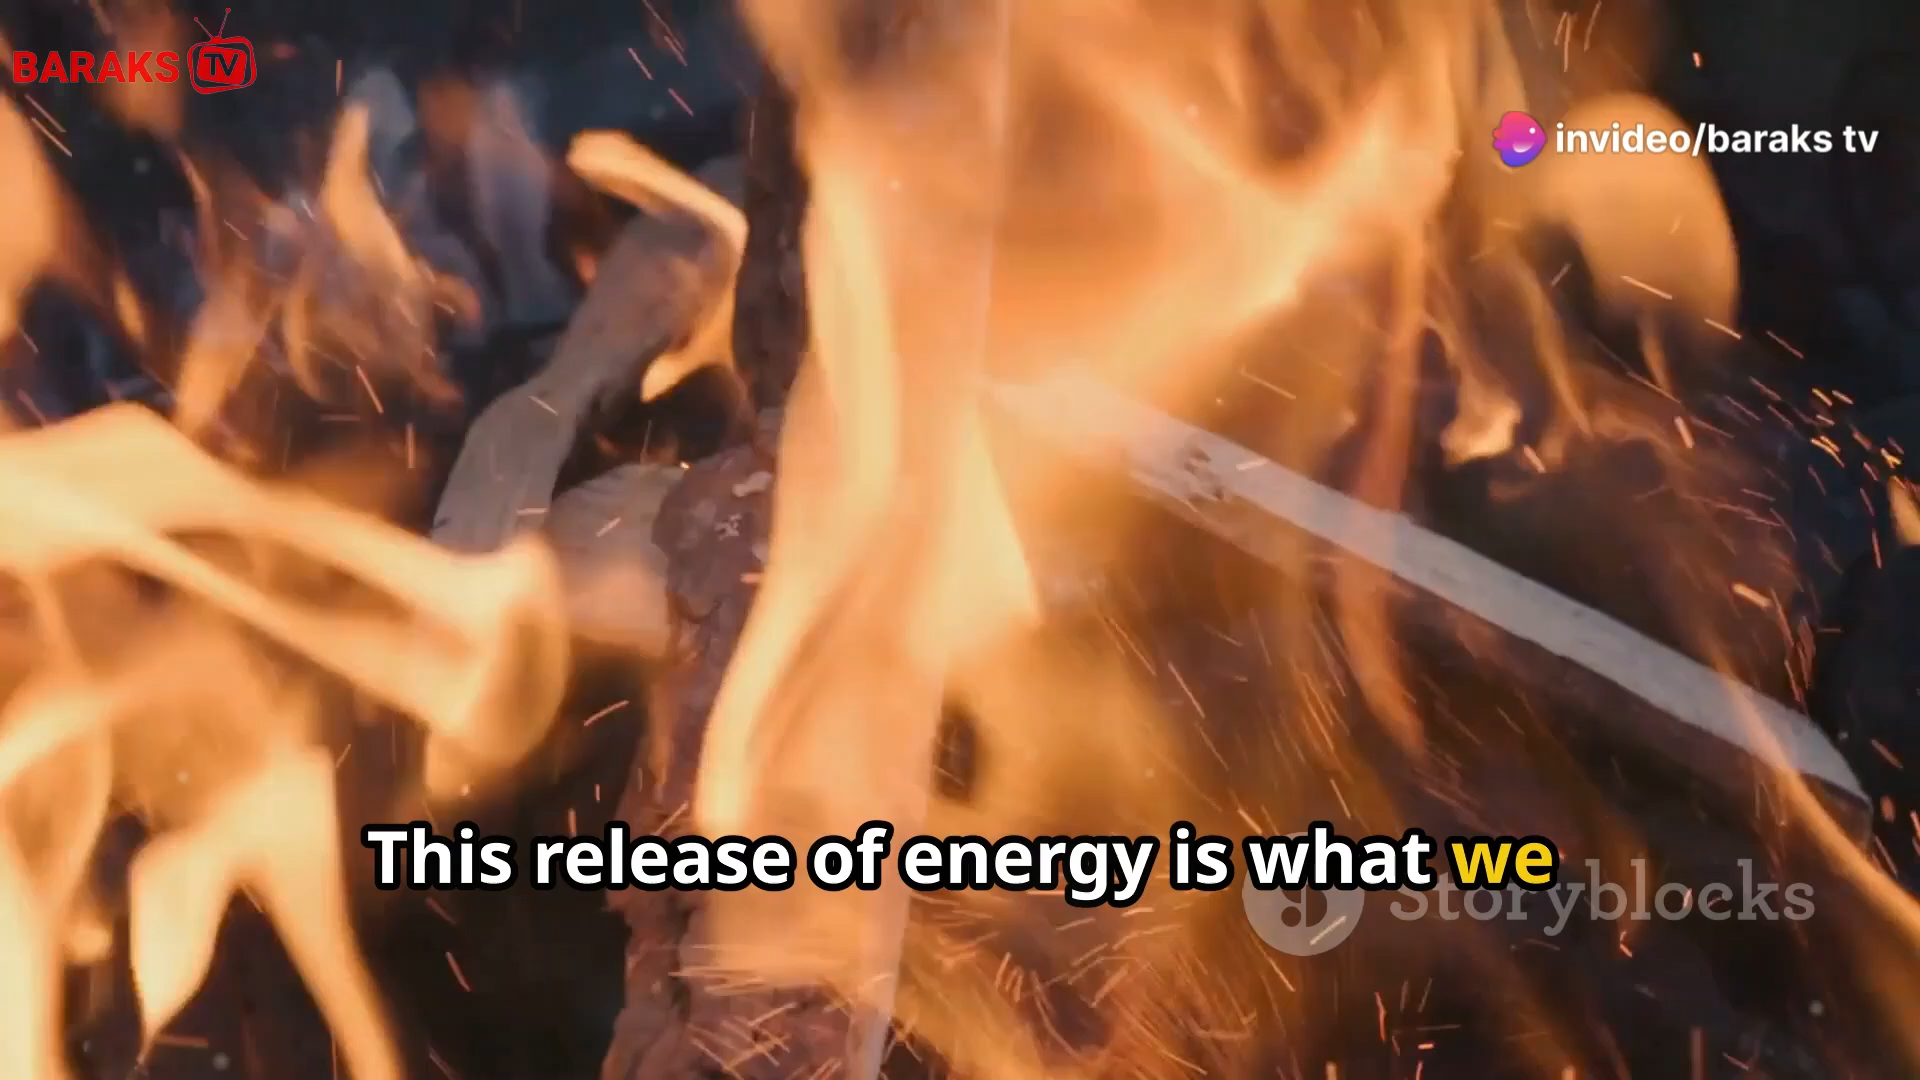 BARAKS TV
invideo/baraks tv
This release of energy is what we
Storyblocks